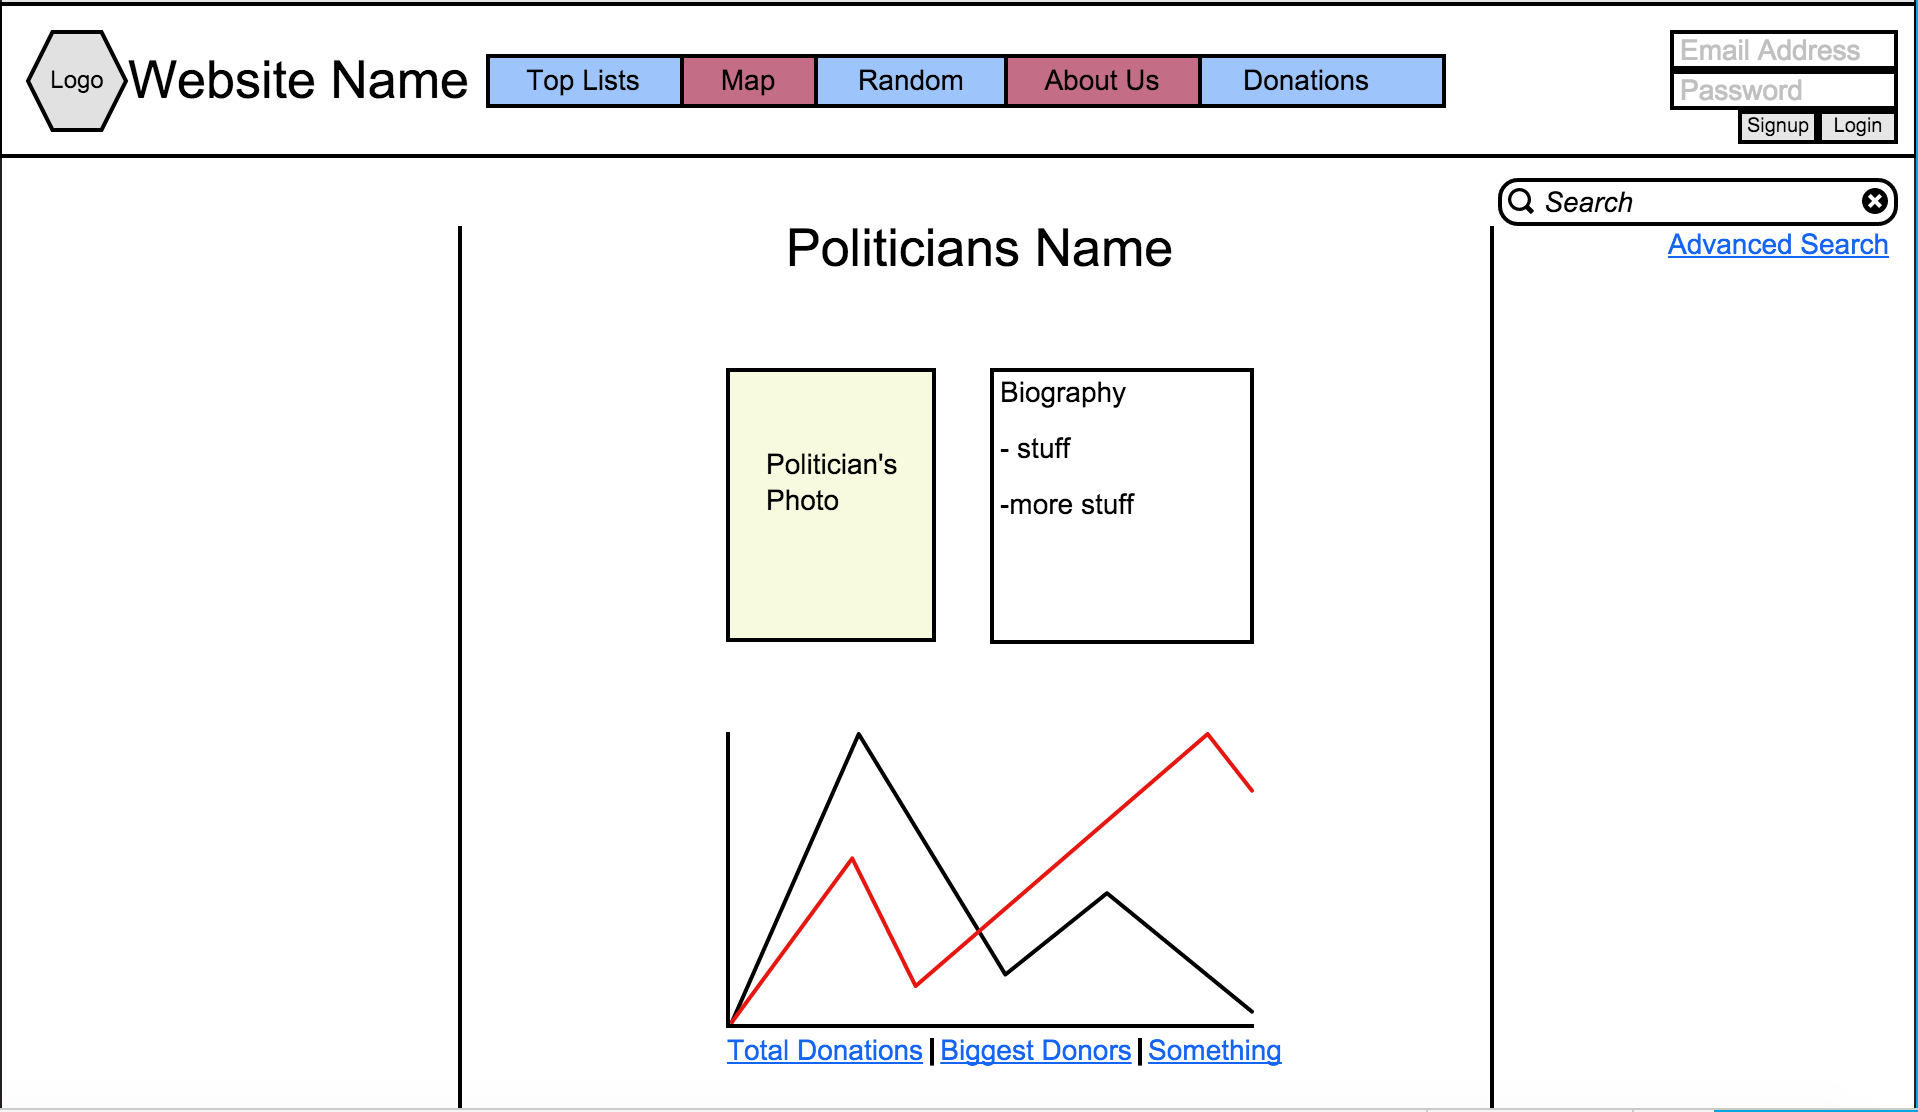 Logo
Website Name
Top Lists
Map
Random
About Us
Donations
Email Address
Password
Signup
Login
Search
Advanced Search
Politicians Name
Politician's
Photo
Biography
- stuff
-more stuff
Total Donations
Biggest Donors
Something